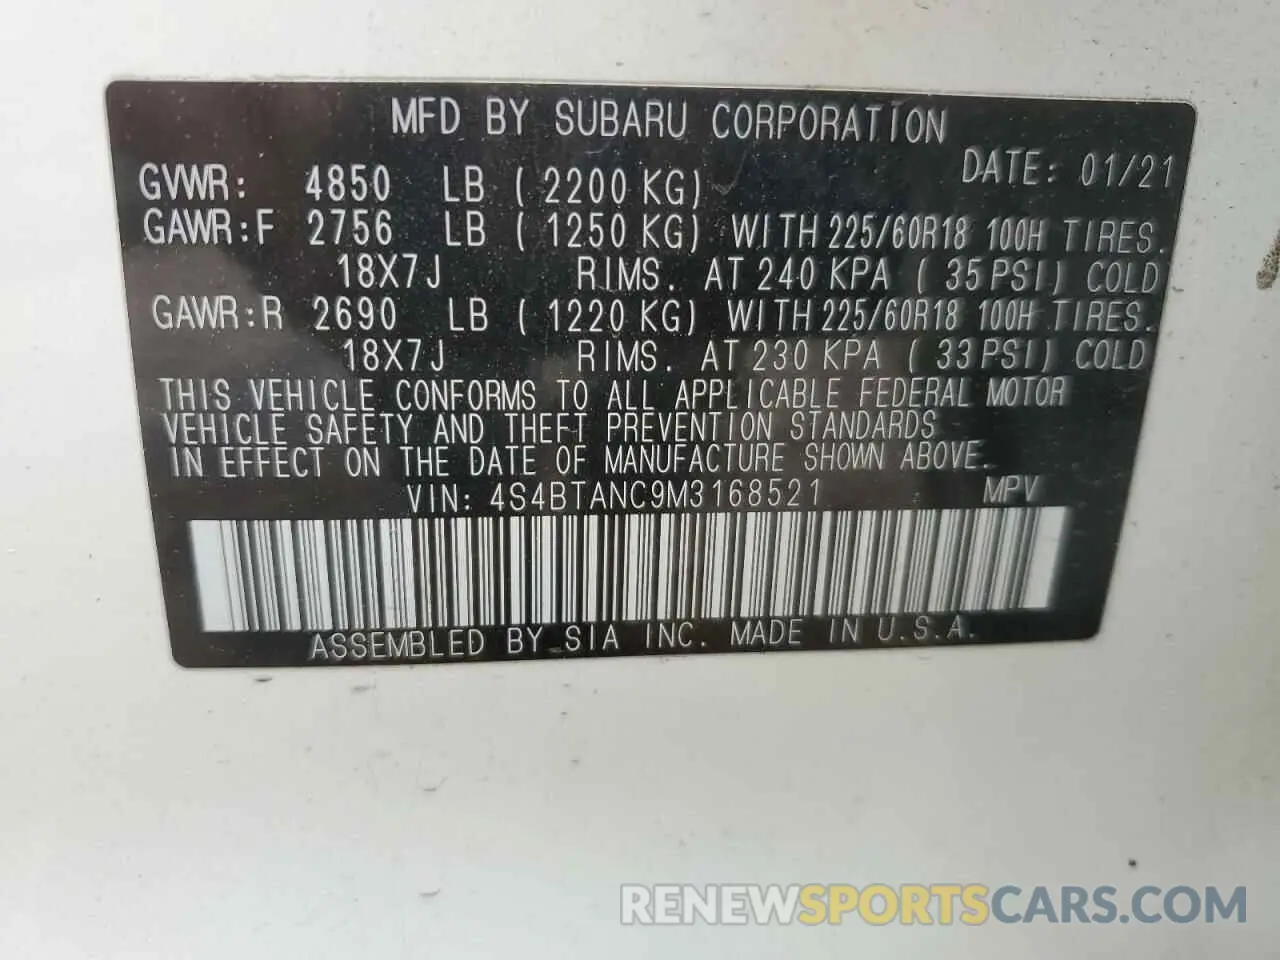 MFD BY SUBARU CORPORATION
DATE: 01/21
GVWR: 4850 LB ( 2200 KG)
GAWR:F 2756 LB ( 1250 KG) WITH 225/60R18 100H TIRES.
18X7J RIMS. AT 240 KPA ( 35 PSI) COLD
GAWR:R 2690 LB ( 1220 KG) WITH 225/60R18 100H TIRES.
18X7J RIMS. AT 230 KPA ( 33 PSI) COLD
THIS VEHICLE CONFORMS TO ALL APPLICABLE FEDERAL MOTOR
VEHICLE SAFETY AND THEFT PREVENTION STANDARDS
IN EFFECT ON THE DATE OF MANUFACTURE SHOWN ABOVE.
VIN: 4S4BTANC9M3168521 MPV
ASSEMBLED BY SIA INC. MADE IN U.S.A.
RENEWSPORTSCARS.COM